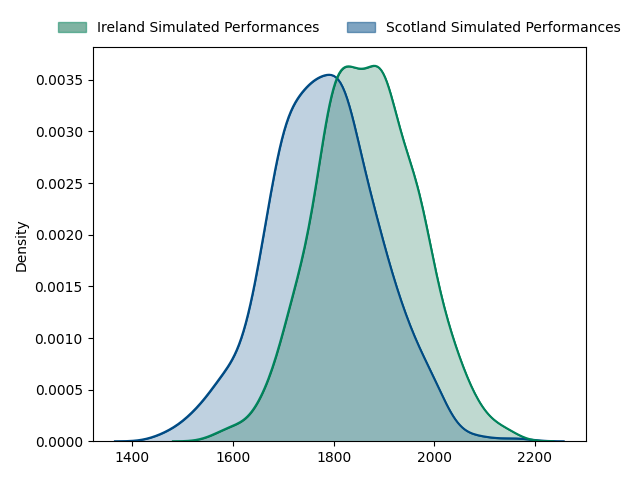 Ireland Simulated Performances Scotland Simulated Performances
0.0035
0.0030
0.0025
0.0020
0.0015
0.0010
0.0005
0.0000
Density
1400 1600 1800 2000 2200